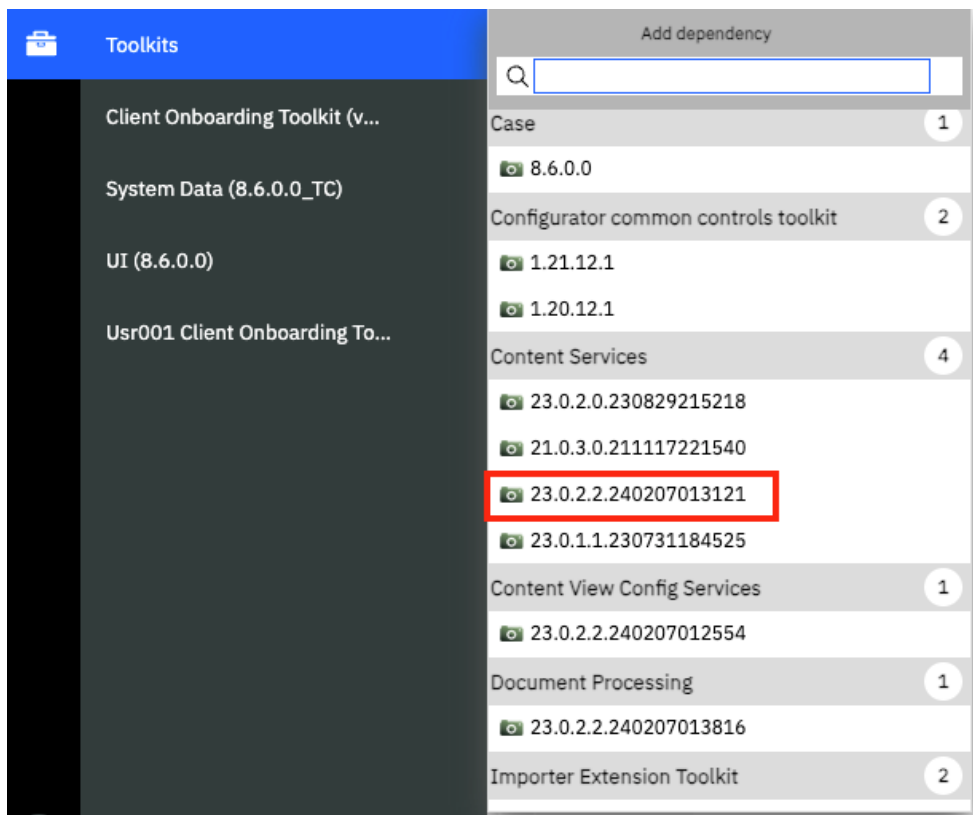 Toolkits
Client Onboarding Toolkit (v...
System Data (8.6.0.0_TC)
UI (8.6.0.0)
Usr001 Client Onboarding To...
Add dependency
Case 1
8.6.0.0
Configurator common controls toolkit 2
1.21.12.1
1.20.12.1
Content Services 4
23.0.2.0.230829215218
21.0.3.0.211117221540
23.0.2.2.240207013121
23.0.1.1.230731184525
Content View Config Services 1
23.0.2.2.240207012554
Document Processing 1
23.0.2.2.240207013816
Importer Extension Toolkit 2